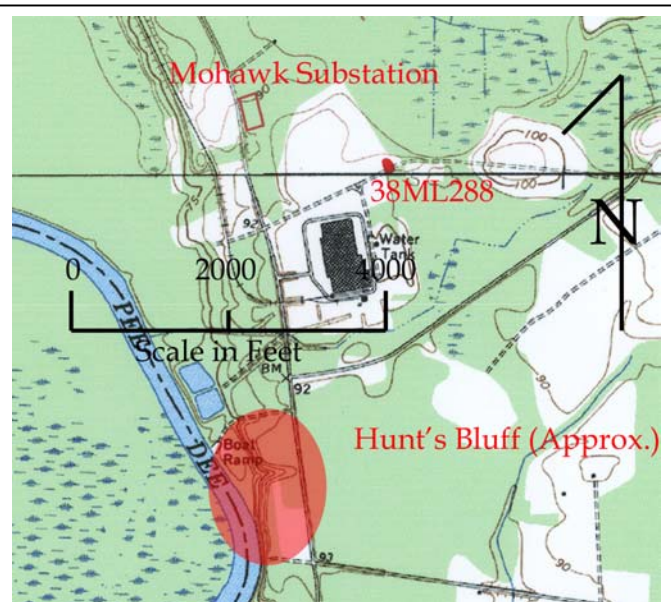 Mohawk Substation
90
100
38ML288
100
92
N
Water
Tank
0 2000 4000
Scale in Feet
BM
92
90
PEE
DEE
Boat
Ramp
Hunt's Bluff (Approx.)
92
90